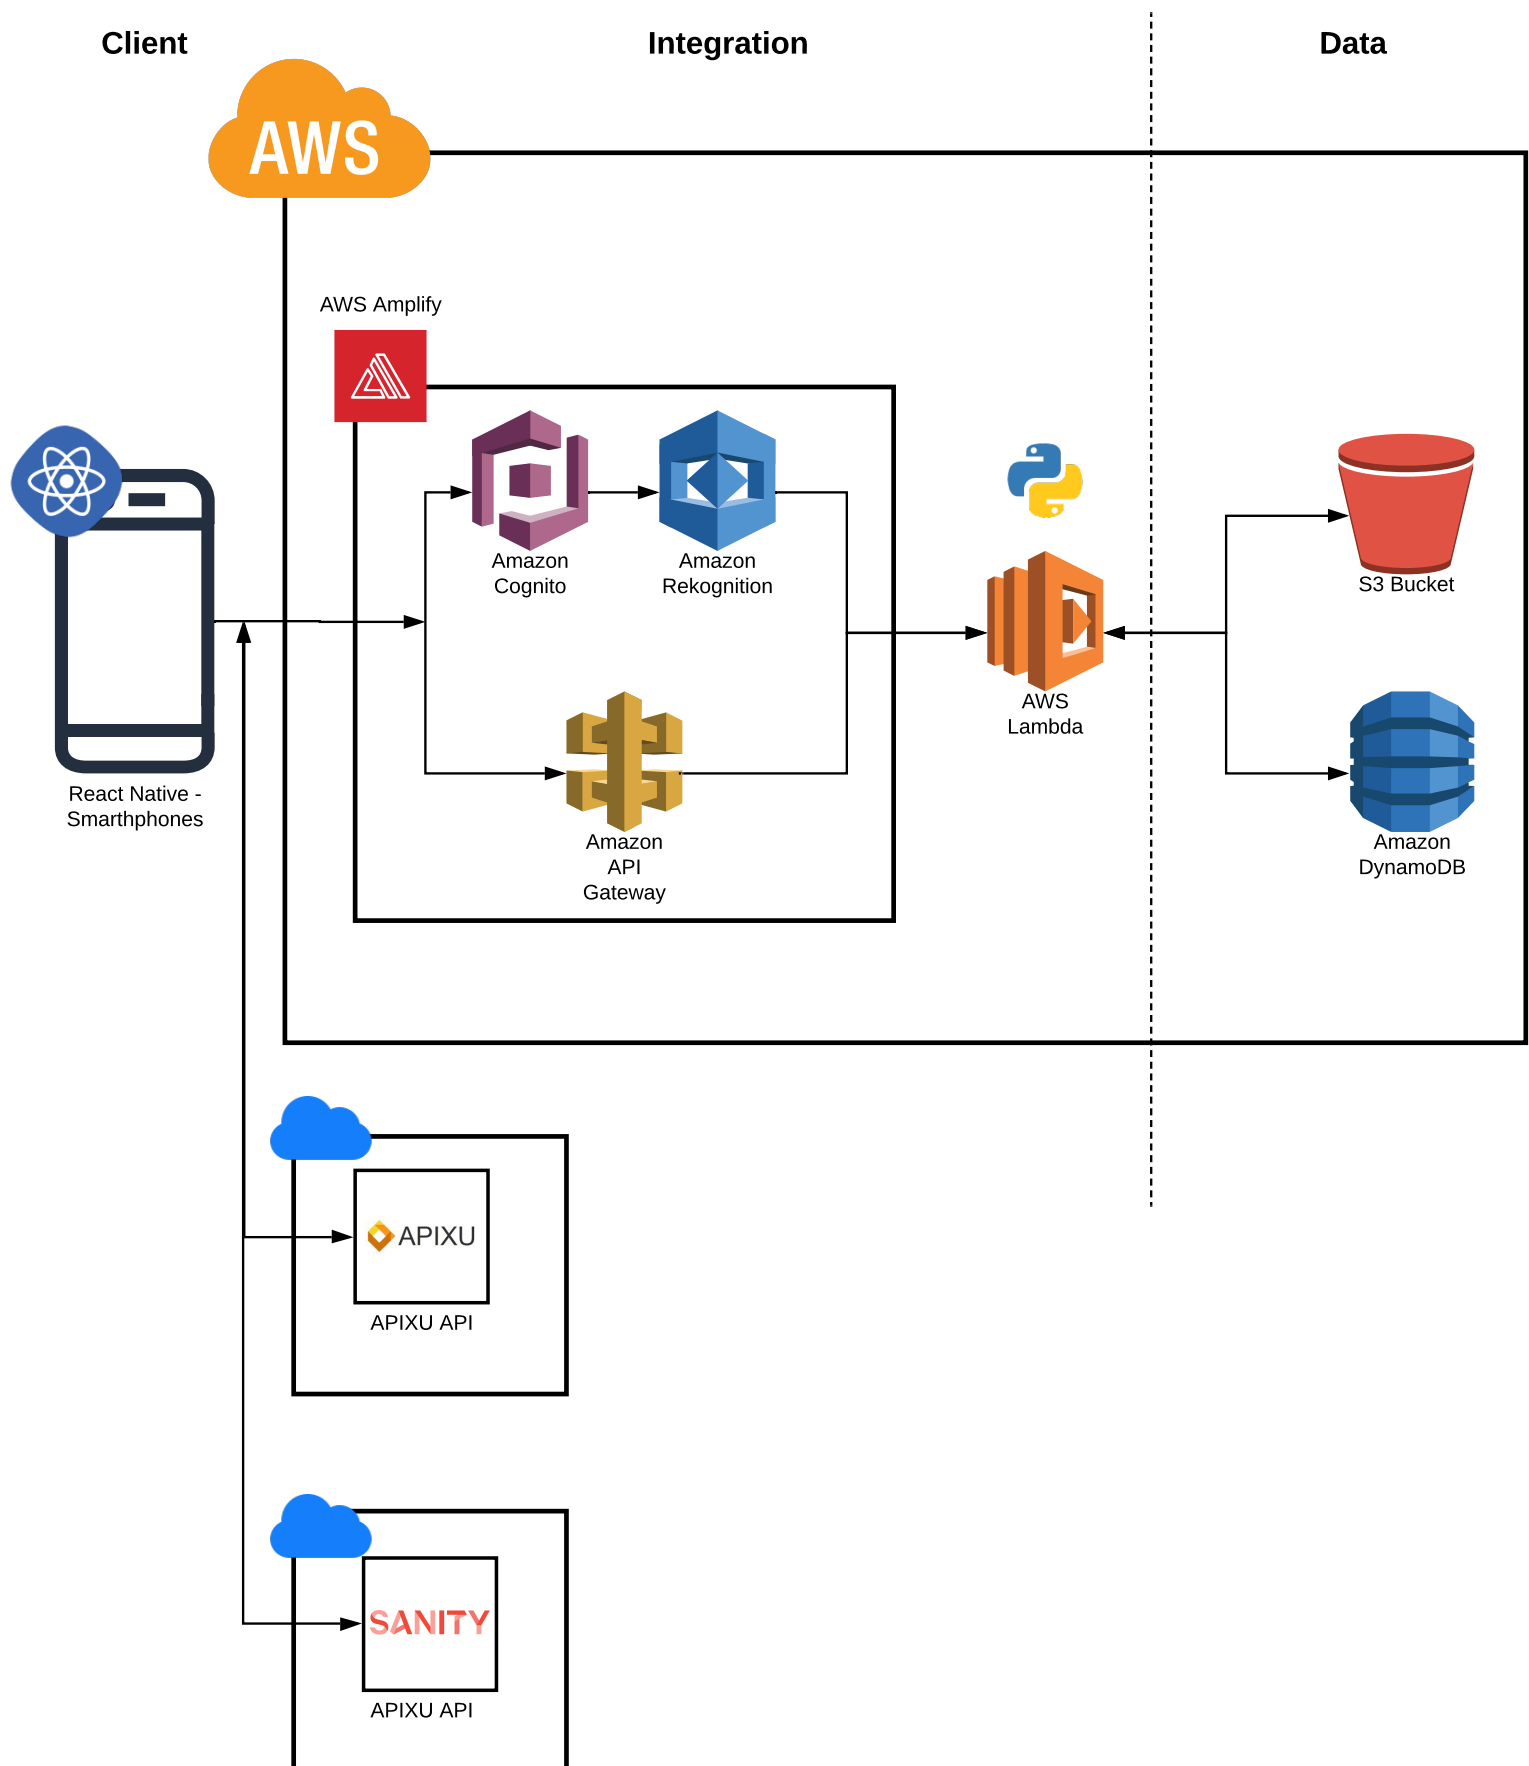 Client
Integration
Data
AWS
AWS Amplify
Amazon
Cognito
Amazon
Rekognition
AWS
Lambda
S3 Bucket
React Native -
Smarthphones
Amazon
API
Gateway
Amazon
DynamoDB
APIXU
APIXU API
SANITY
APIXU API